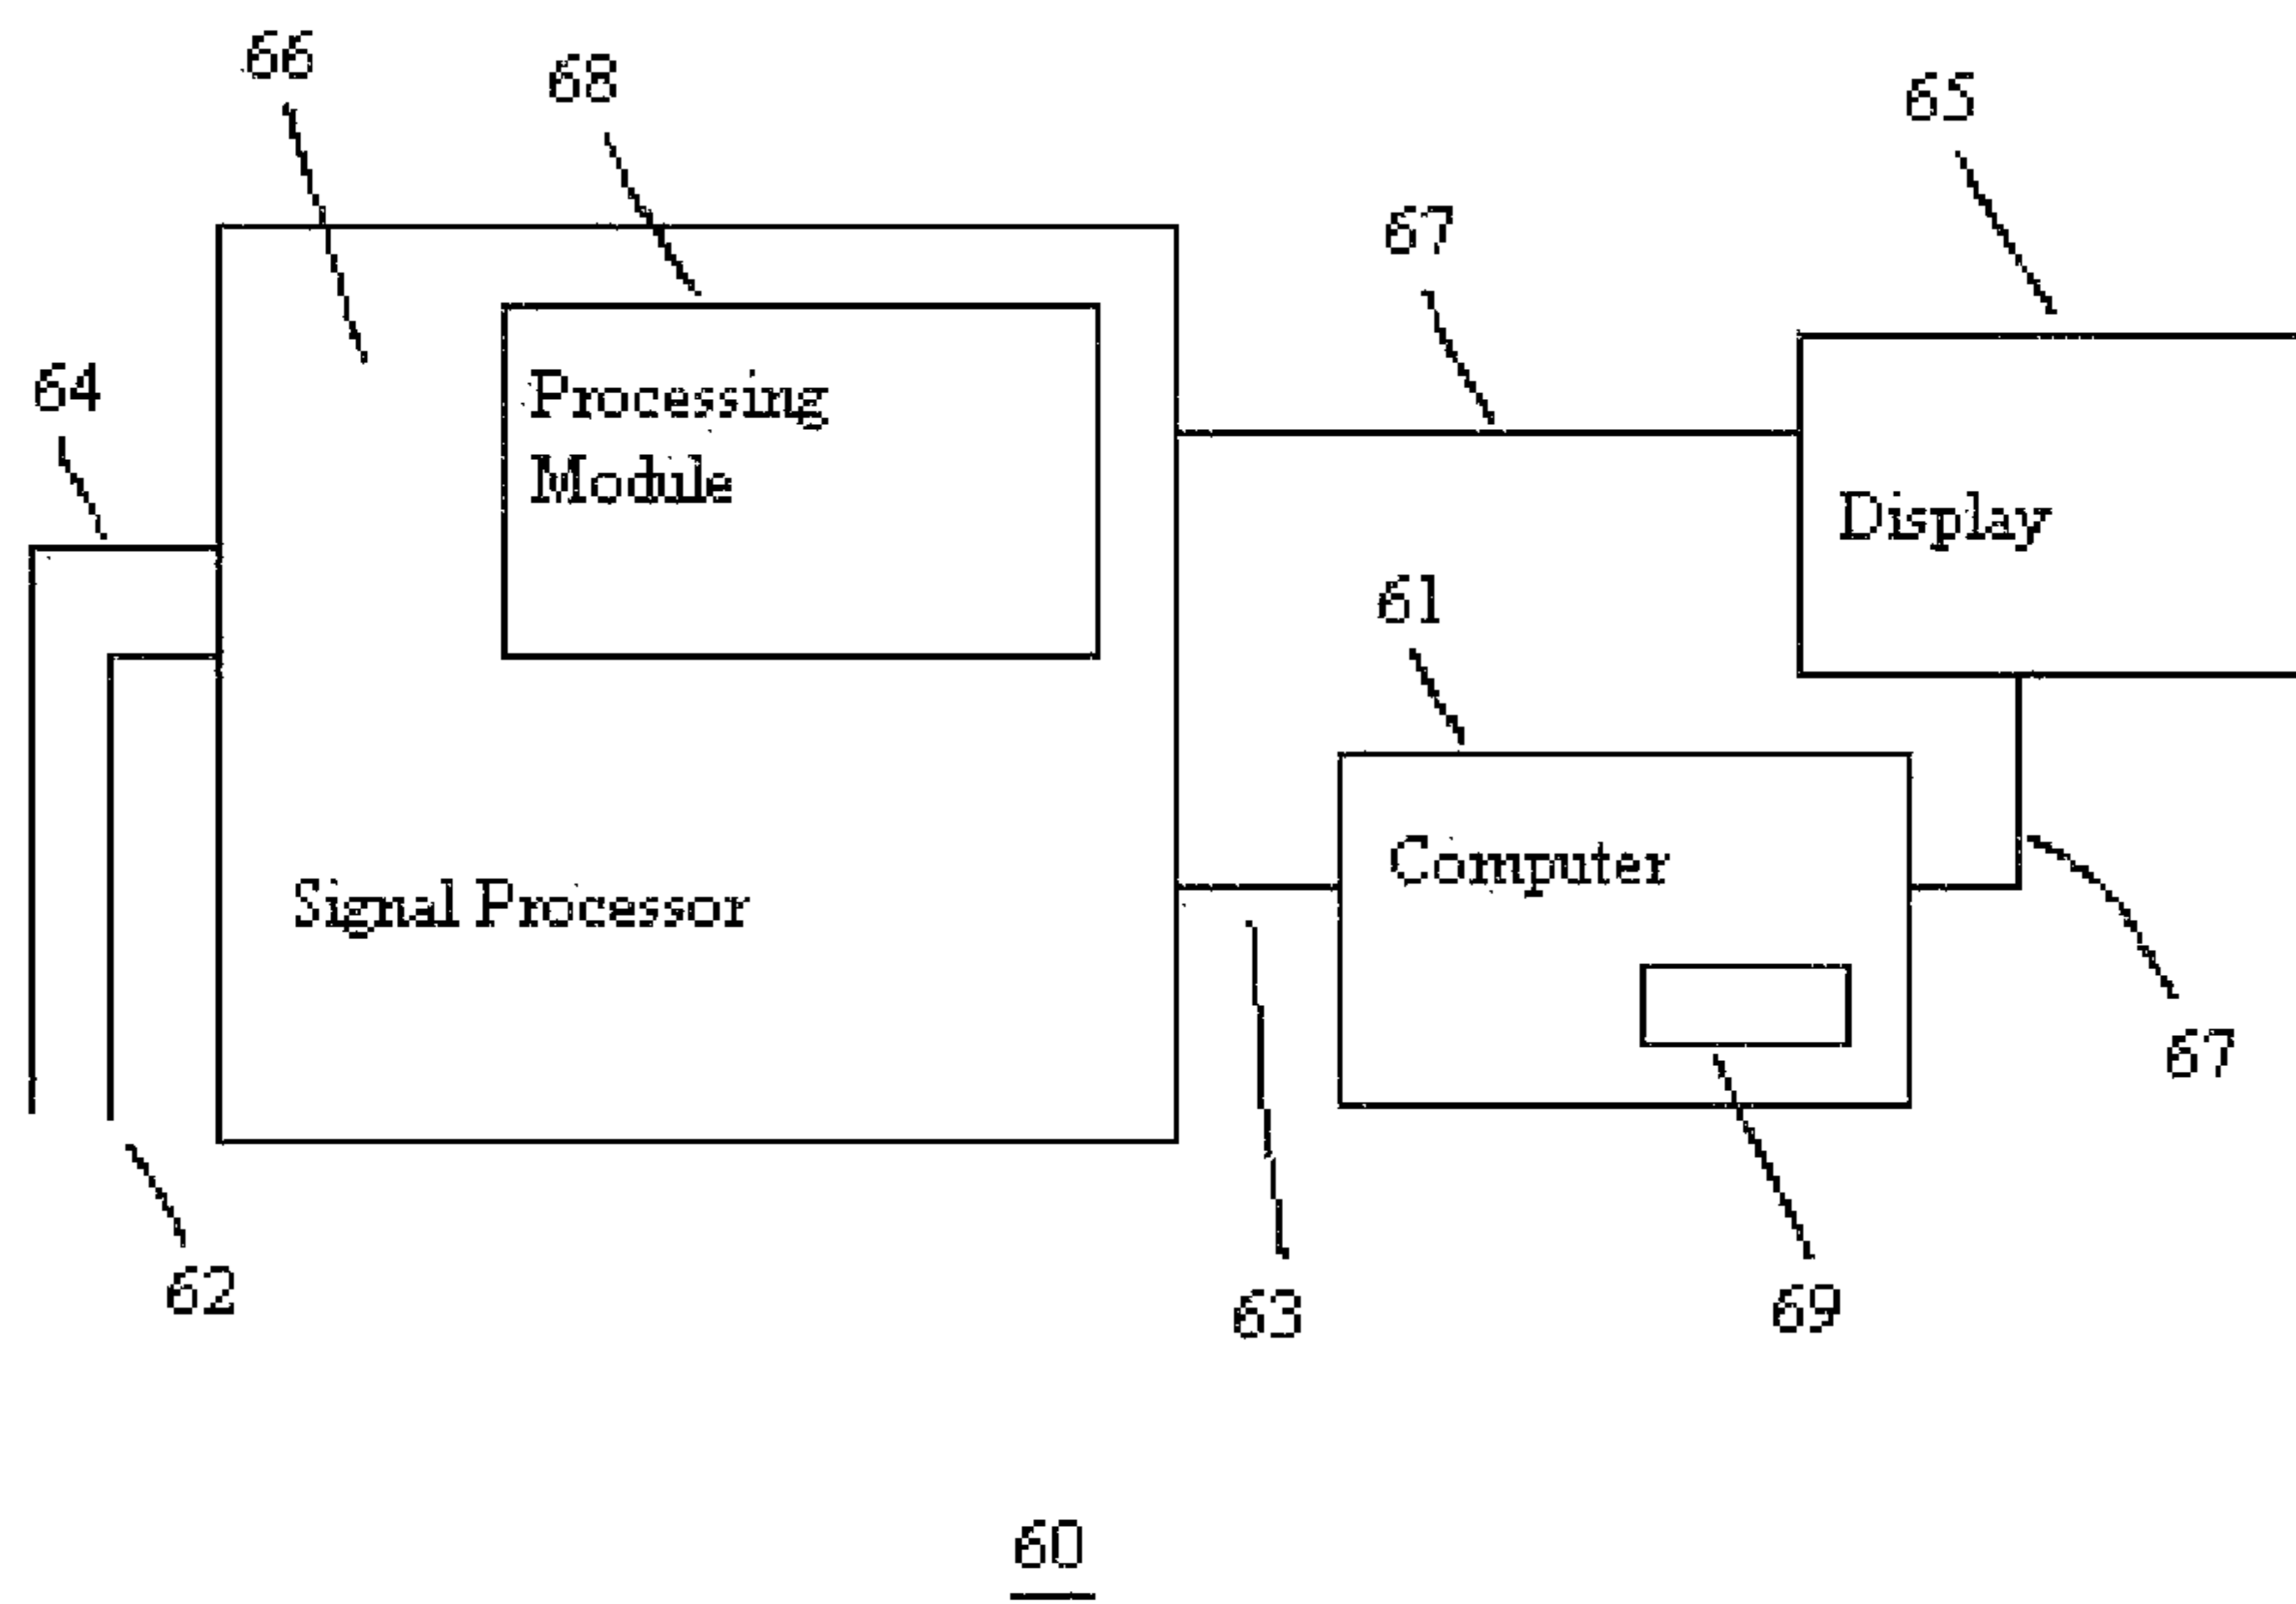 66
68
65
67
64
Processing
Module
Display
61
Computer
Signal Processor
67
62
63
69
60